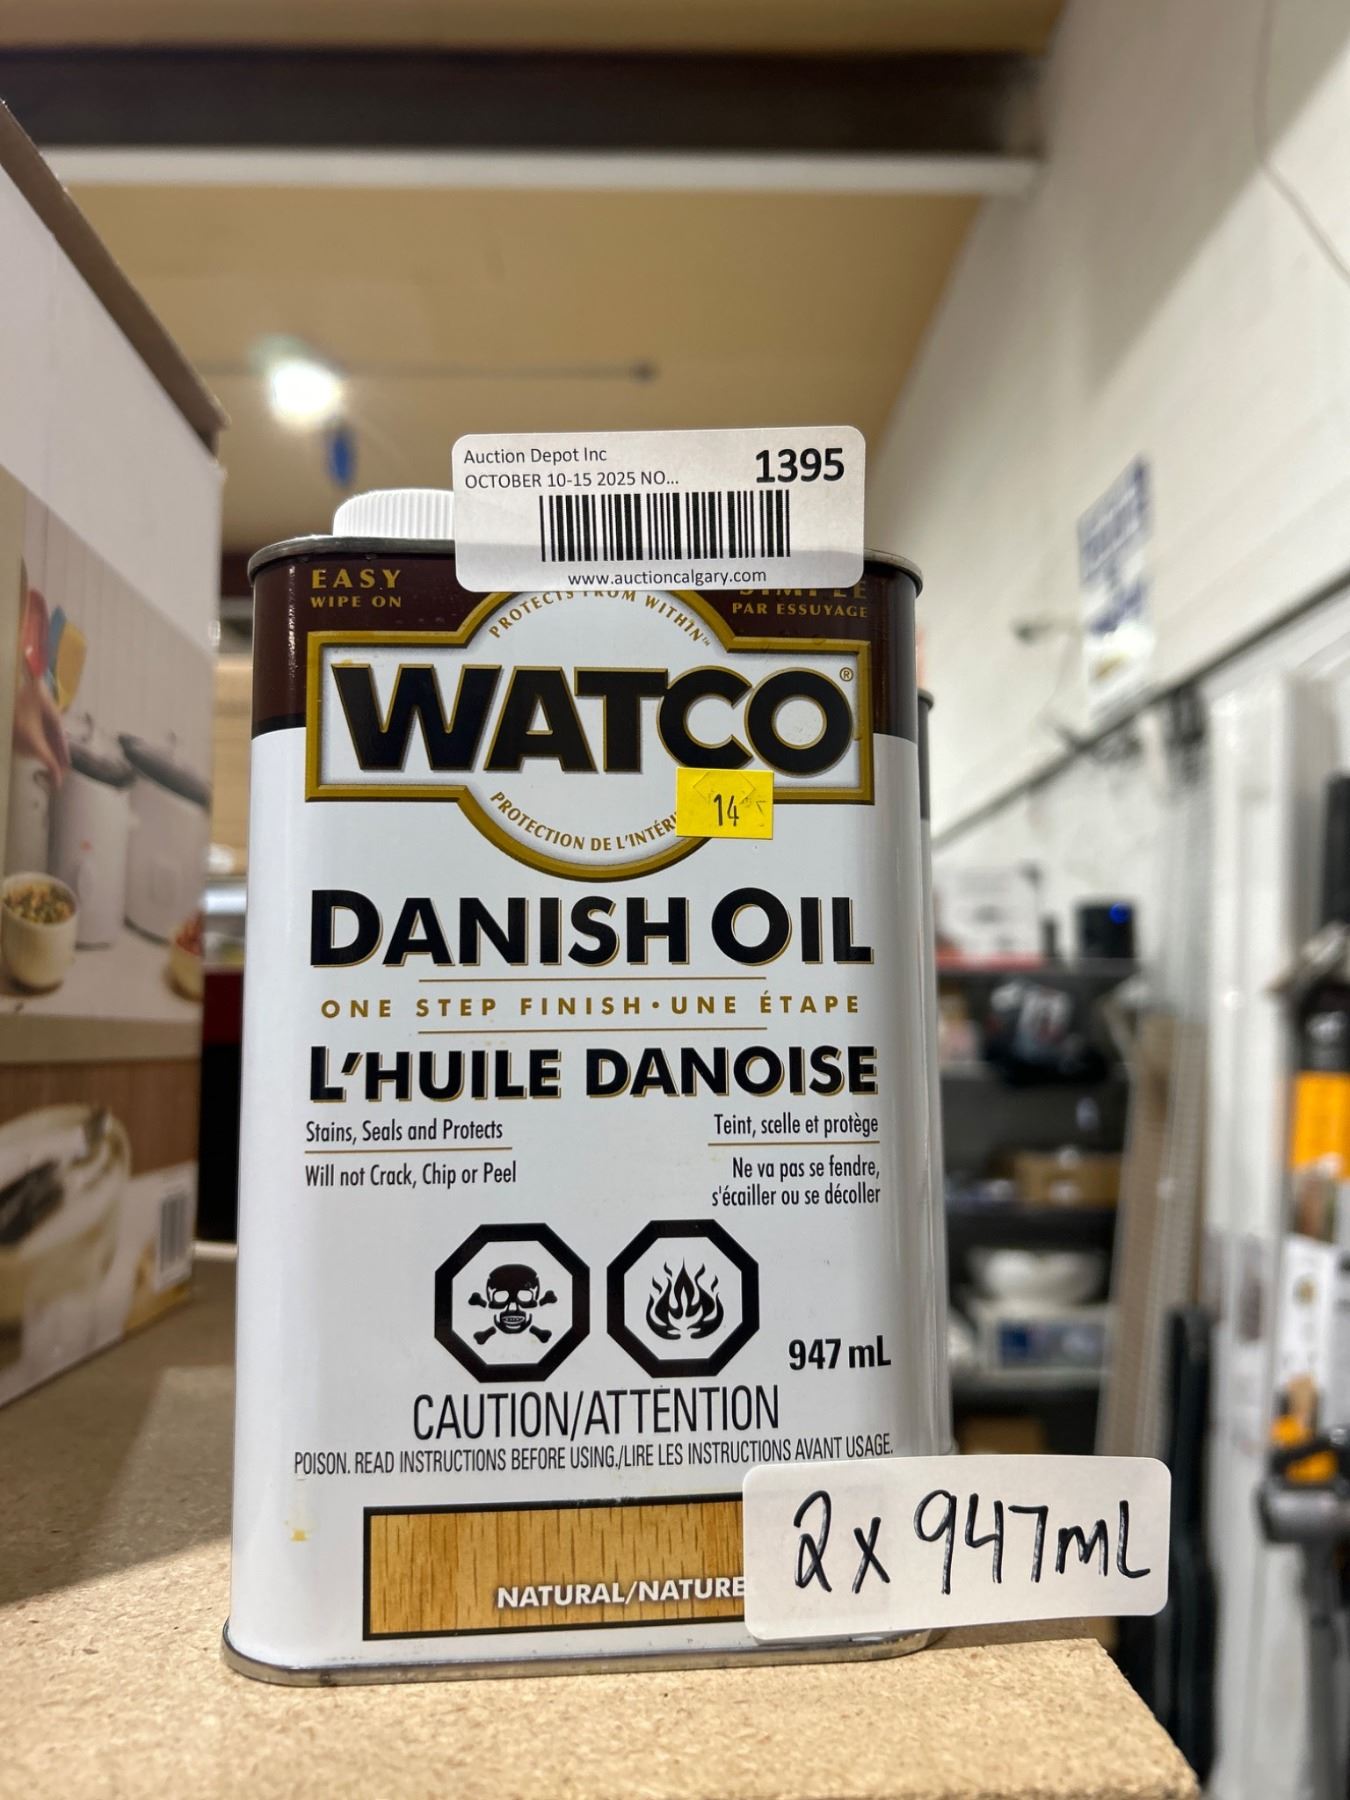 Auction Depot Inc
1395
OCTOBER 10-15 2025 NO...
www.auctioncalgary.com
EASY
WIPE ON
SIMPLE
PAR ESSUYAGE
PROTECTS FROM WITHIN™
WATCO®
PROTECTION DE L'INTÉR
14
DANISH OIL
ONE STEP FINISH • UNE ÉTAPE
L'HUILE DANOISE
Stains, Seals and Protects
Will not Crack, Chip or Peel
Teint, scelle et protège
Ne va pas se fendre,
s'écailler ou se décoller
947 mL
CAUTION/ATTENTION
POISON. READ INSTRUCTIONS BEFORE USING./LIRE LES INSTRUCTIONS AVANT USAGE.
NATURAL/NATURE
2 x 947mL